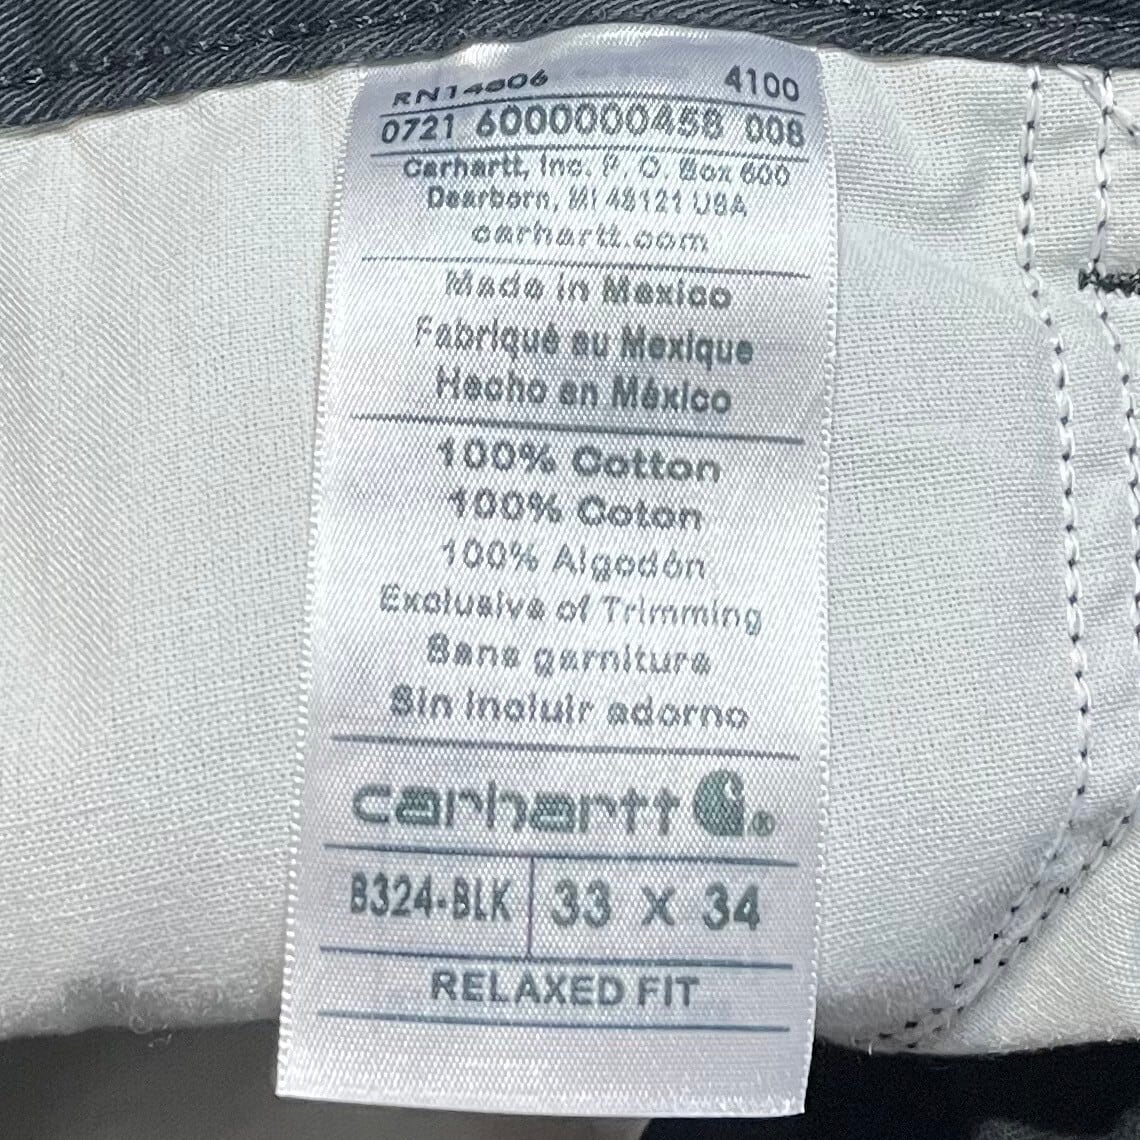 RN14806 4100
0721 6000000458 008
Carhartt, Inc. P. O. Box 600
Dearborn, MI 48121 USA
carhartt.com
Made in Mexico
Fabriqué au Mexique
Hecho en México
100% Cotton
100% Coton
100% Algodón
Exclusive of Trimming
Sans garniture
Sin incluir adorno
carhartt ®
B324-BLK 33 X 34
RELAXED FIT